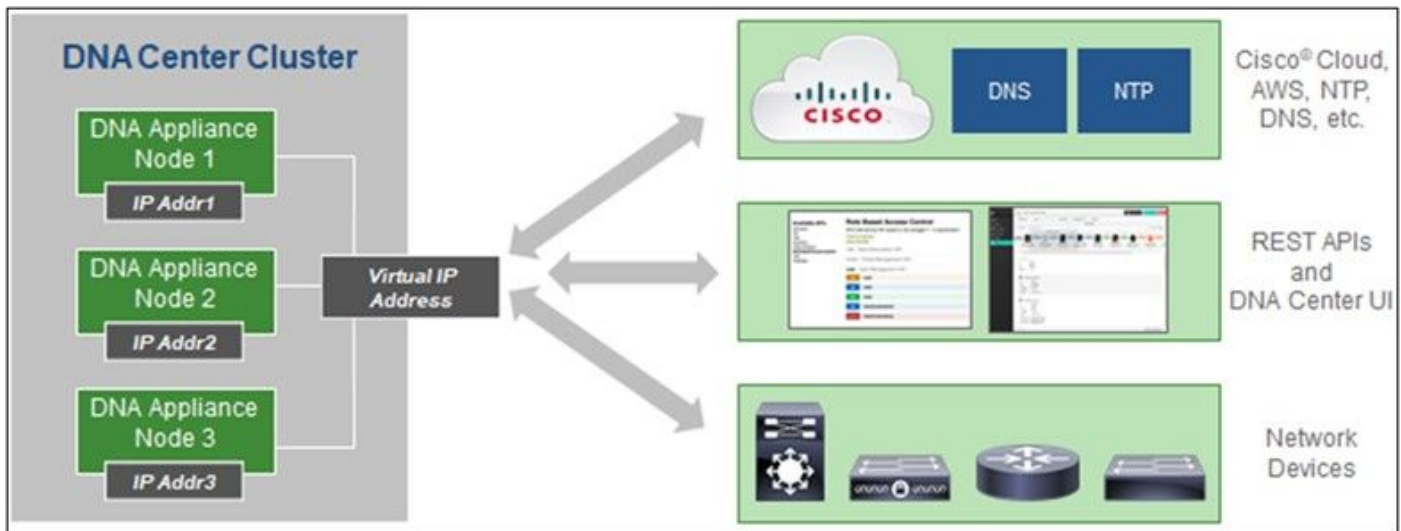 DNA Center Cluster
DNA Appliance
Node 1
IP Addr1
DNA Appliance
Node 2
IP Addr2
DNA Appliance
Node 3
IP Addr3
Virtual IP
Address
CISCO
DNS
NTP
Cisco® Cloud,
AWS, NTP,
DNS, etc.
Role Based Access Control
REST APIs
and
DNA Center UI
Network
Devices